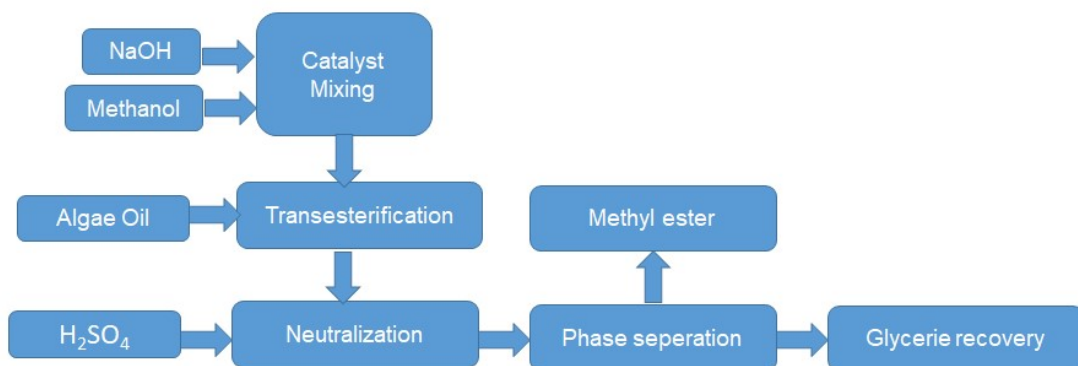 NaOH
Catalyst
Mixing
Methanol
Algae Oil
Transesterification
Methyl ester
H₂SO₄
Neutralization
Phase seperation
Glycerie recovery